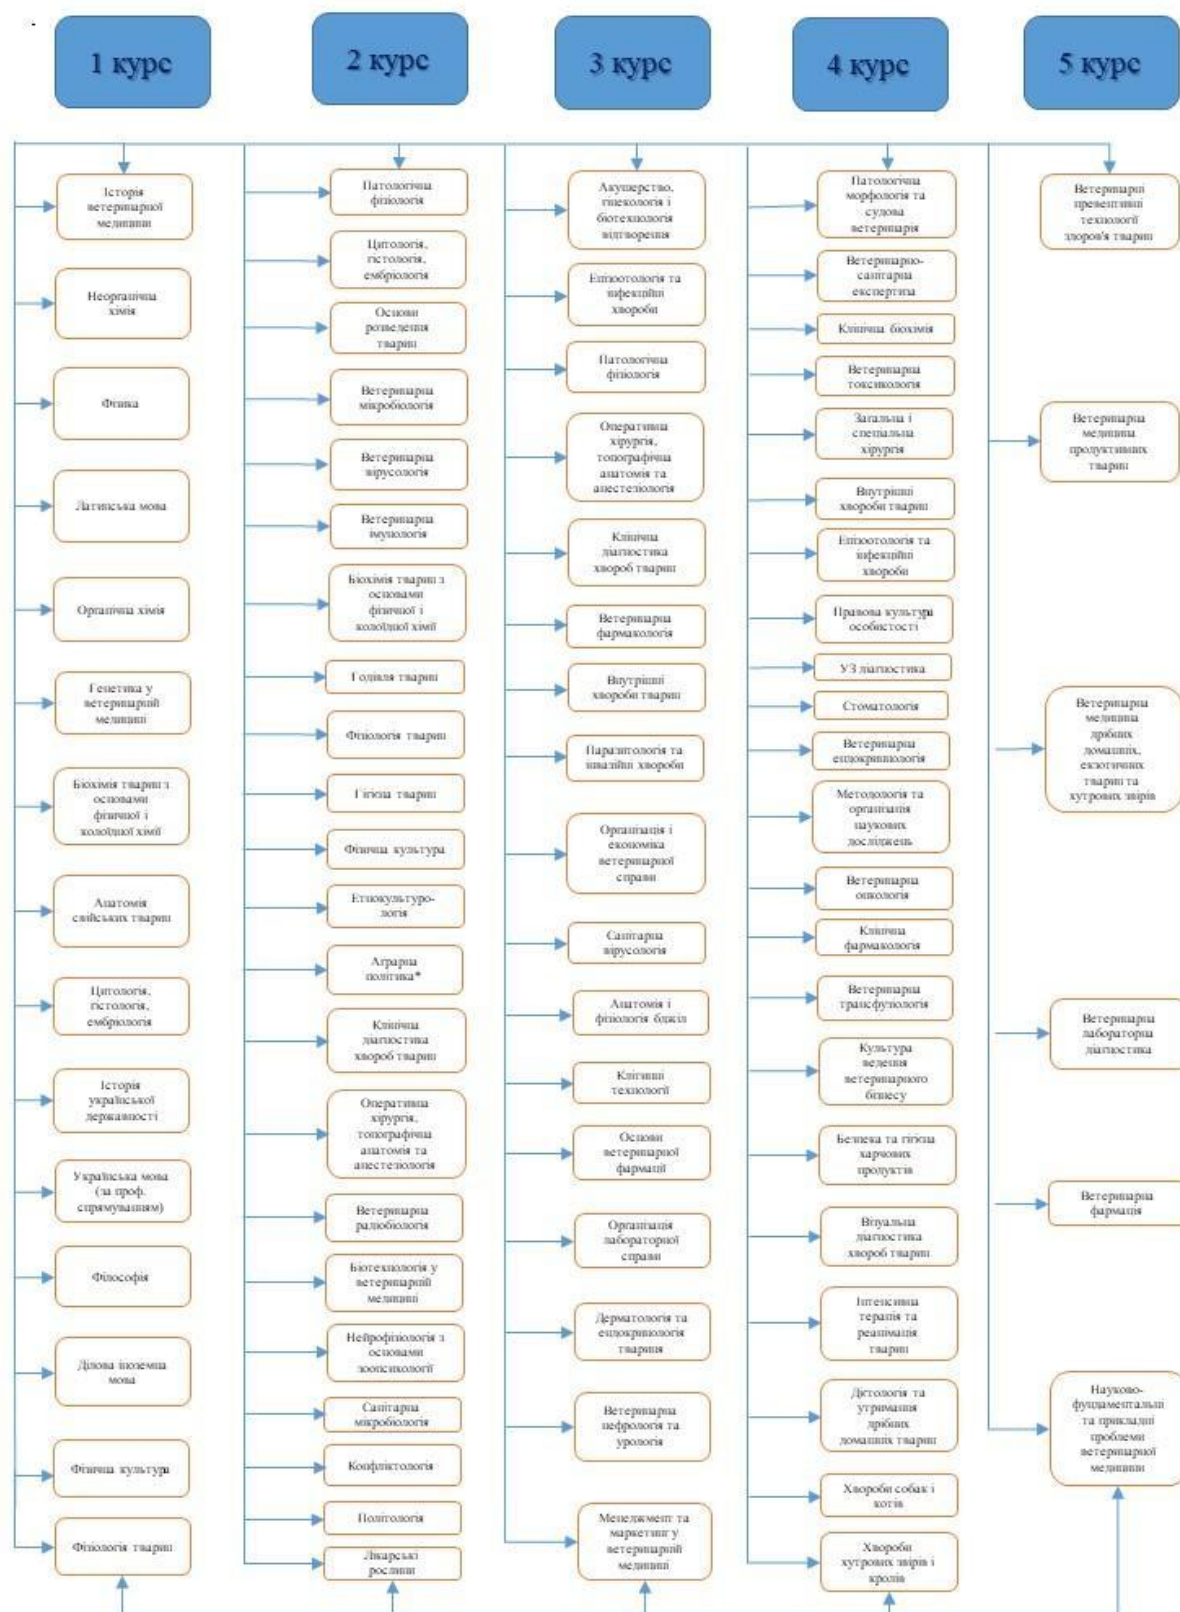 1 курс
2 курс
3 курс
4 курс
5 курс
Історія
ветеринарної
медицини
Неорганічна
хімія
Фізика
Латинська мова
Органічна хімія
Генетика у
ветеринарній
медицині
Біохімія тварин з
основами
фізичної і
колоїдної хімії
Анатомія
свійських тварин
Цитологія,
гістологія,
ембріологія
Історія
української
державності
Українська мова
(за проф.
спрямуванням)
Філософія
Ділова іноземна
мова
Фізична культура
Фізіологія тварин
Патологічна
фізіологія
Цитологія,
гістологія,
ембріологія
Основи
розведення
тварин
Ветеринарна
мікробіологія
Ветеринарна
вірусологія
Ветеринарна
імунологія
Біохімія тварин з
основами
фізичної і
колоїдної хімії
Годівля тварин
Фізіологія тварин
Гігієна тварин
Фізична культура
Етнокультуро-
логія
Аграрна
політика*
Клінічна
діагностика
хвороб тварин
Оперативна
хірургія,
топографічна
анатомія та
анестезіологія
Ветеринарна
радіобіологія
Біотехнологія у
ветеринарній
медицині
Нейрофізіологія з
основами
зоопсихології
Санітарна
мікробіологія
Конфліктологія
Політологія
Лікарські
рослини
Акушерство,
гінекологія і
біотехнологія
відтворення
Епізоотологія та
інфекційні
хвороби
Патологічна
фізіологія
Оперативна
хірургія,
топографічна
анатомія та
анестезіологія
Клінічна
діагностика
хвороб тварин
Ветеринарна
фармакологія
Внутрішні
хвороби тварин
Паразитологія та
інвазійні хвороби
Організація і
економіка
ветеринарної
справи
Санітарна
вірусологія
Анатомія і
фізіологія бджіл
Клітинні
технології
Основи
ветеринарної
фармації
Організація
лабораторної
справи
Дерматологія та
ендокринологія
тварини
Ветеринарна
нефрологія та
урологія
Менеджмент та
маркетинг у
ветеринарній
медицині
Патологічна
морфологія та
судова
ветеринарія
Ветеринарно-
санітарна
експертиза
Клінічна біохімія
Ветеринарна
токсикологія
Загальна і
спеціальна
хірургія
Внутрішні
хвороби тварин
Епізоотологія та
інфекційні
хвороби
Правова культура
особистості
УЗ діагностика
Стоматологія
Ветеринарна
ендокринологія
Методологія та
організація
наукових
досліджень
Ветеринарна
онкологія
Клінічна
фармакологія
Ветеринарна
трансфузіологія
Культура
ведення
ветеринарного
бізнесу
Безпека та гігієна
харчових
продуктів
Візуальна
діагностика
хвороб тварин
Інтенсивна
терапія та
реанімація
тварин
Дієтологія та
утримання
дрібних
домашніх тварин
Хвороби собак і
котів
Хвороби
хутрових звірів і
кролів
Ветеринарні
превентивні
технології
здоров'я тварин
Ветеринарна
медицина
продуктивних
тварин
Ветеринарна
медицина
дрібних
домашніх,
екзотичних
тварин та
хутрових звірів
Ветеринарна
лабораторна
діагностика
Ветеринарна
фармація
Науково-
фундаментальні
та прикладні
проблеми
ветеринарної
медицини